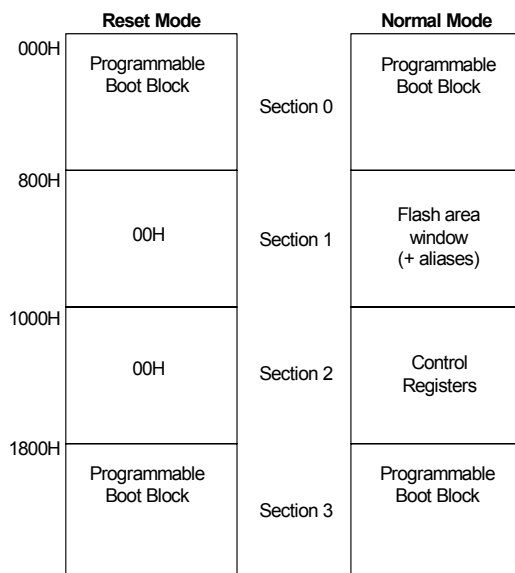 Reset Mode
Normal Mode
000H
Programmable
Boot Block
Section 0
Programmable
Boot Block
800H
00H
Section 1
Flash area
window
(+ aliases)
1000H
00H
Section 2
Control
Registers
1800H
Programmable
Boot Block
Section 3
Programmable
Boot Block